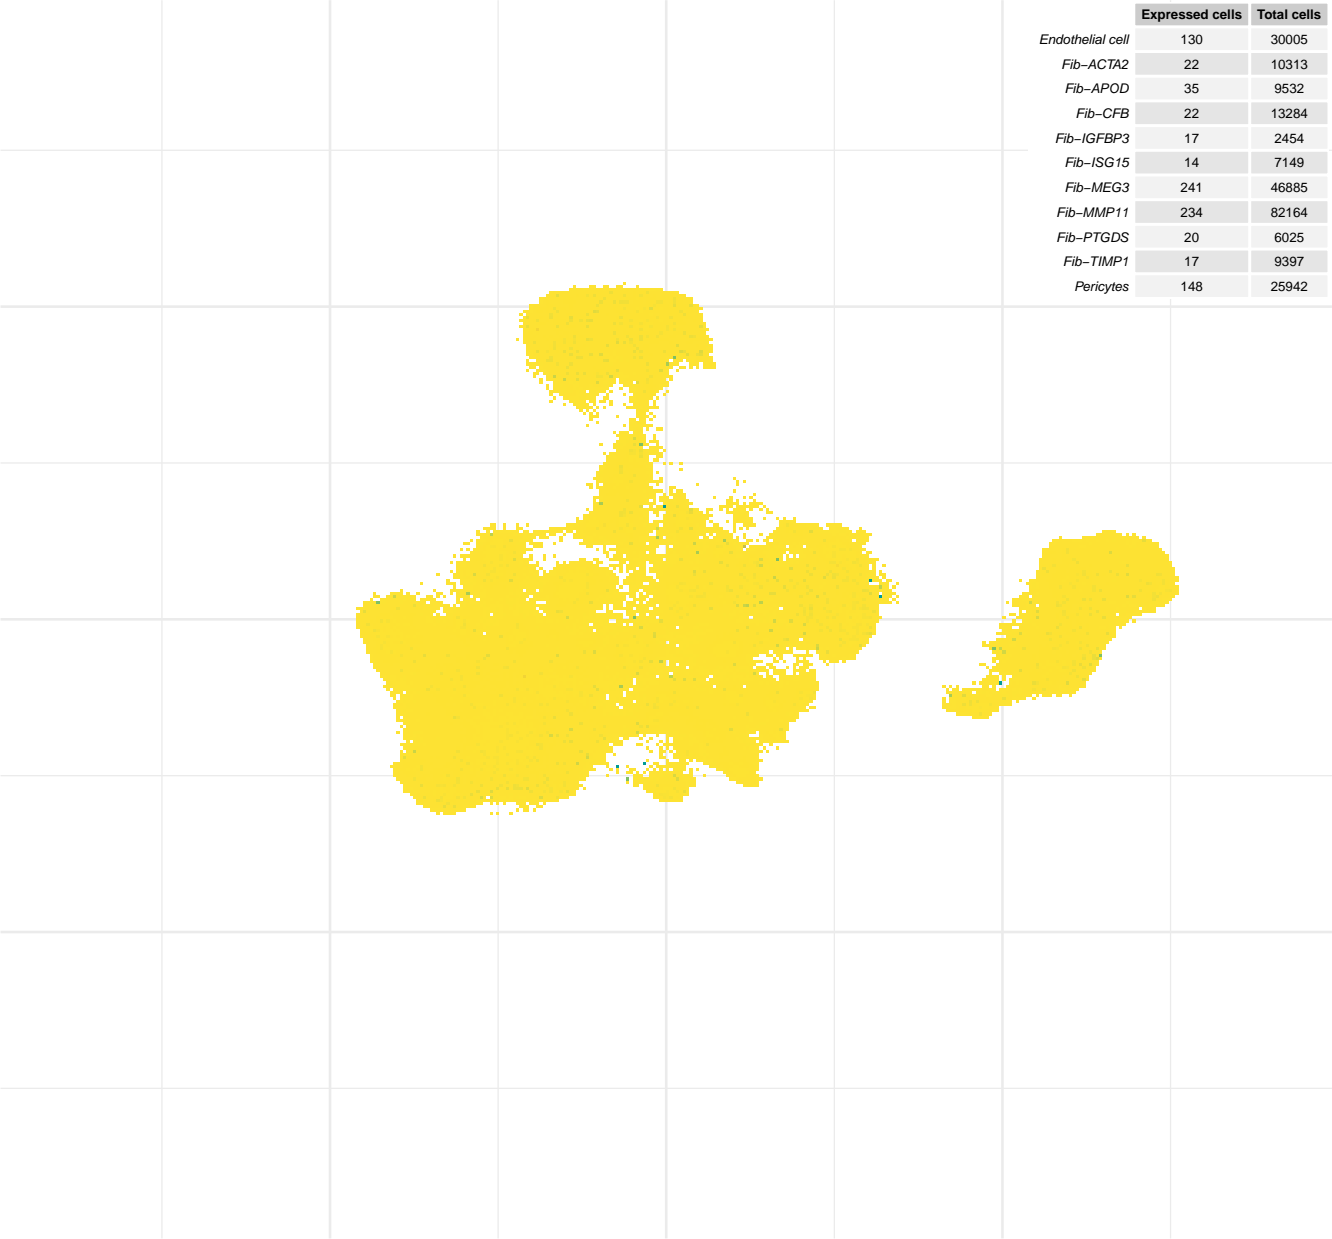 Expressed cells Total cells
Endothelial cell 130 30005
Fib−ACTA2 22 10313
Fib−APOD 35 9532
Fib−CFB 22 13284
Fib−IGFBP3 17 2454
Fib−ISG15 14 7149
Fib−MEG3 241 46885
Fib−MMP11 234 82164
Fib−PTGDS 20 6025
Fib−TIMP1 17 9397
Pericytes 148 25942